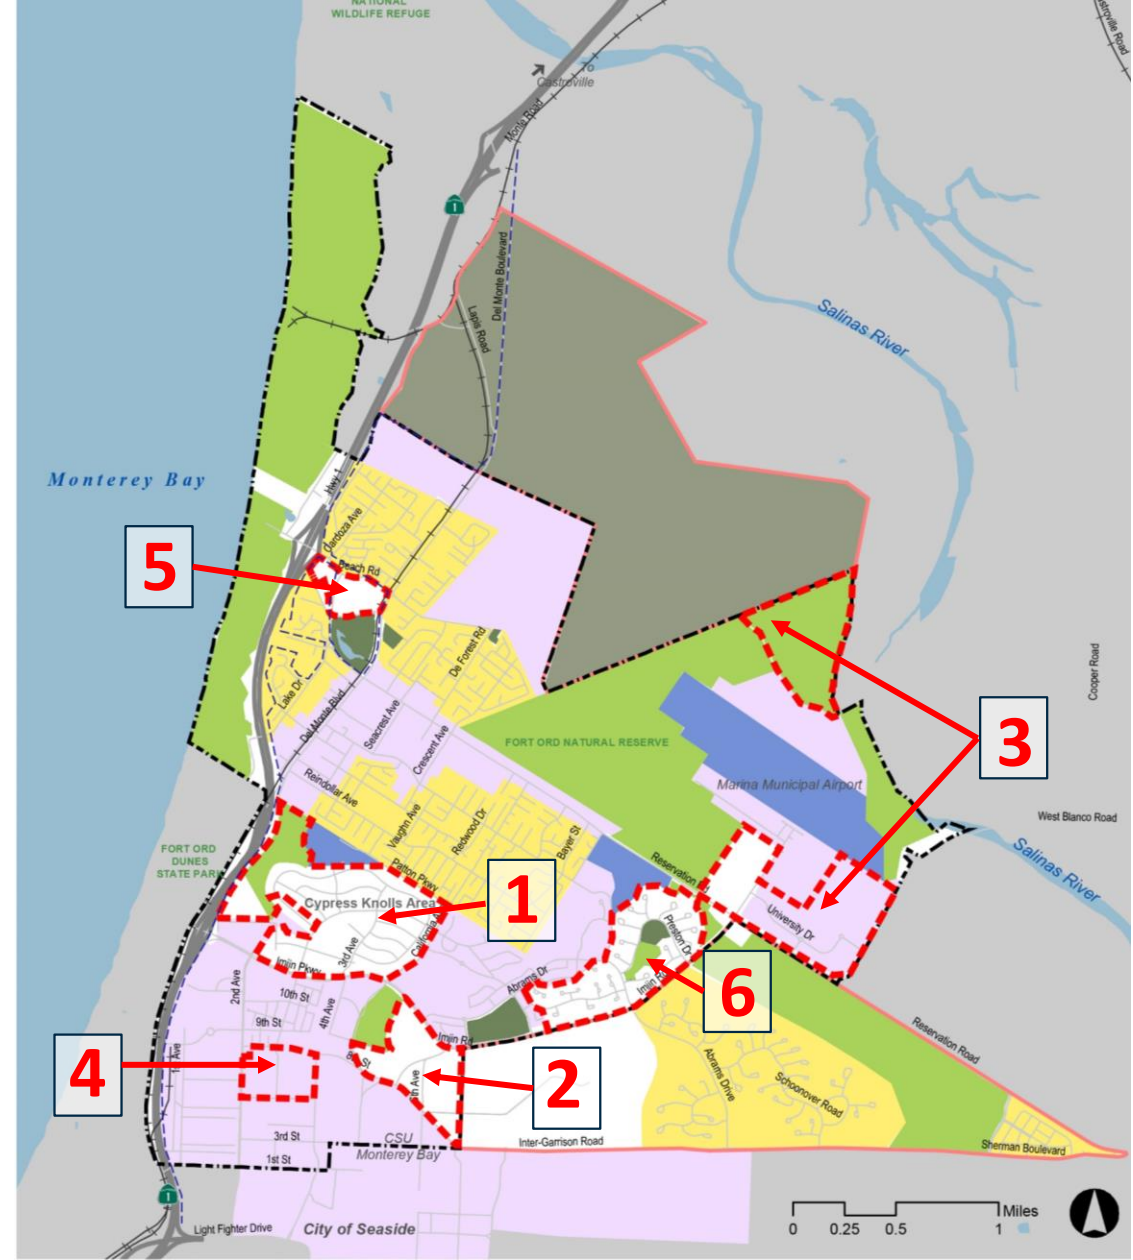 NATIONAL
WILDLIFE REFUGE
To
Castroville
Monte Road
1
Del Monte Boulevard
Lapis Road
Salinas River
Monterey Bay
Hwy 1
Cardoza Ave
5
Beach Rd
De Forest Rd
Lake Dr
Del Monte Blvd
Seacrest Ave
Crescent Ave
FORT ORD NATURAL RESERVE
Cooper Road
3
Marina Municipal Airport
Reindollar Ave
Vaughn Ave
Redwood Dr
Bayer St
West Blanco Road
Salinas River
FORT ORD
DUNES
STATE PARK
Patton Pkwy
Reservation
Cypress Knolls Area
1
University Dr
Preston Dr
3rd Ave
Imjin Pkwy
Abrams Dr
2nd Ave
10th St
4th Ave
9th St
6
Imjin Rd
Reservation Road
4
1st Ave
8th St
2
Abrams Drive
Schoonover Road
3rd St
CSU
Monterey Bay
Inter-Garrison Road
Sherman Boulevard
1st St
1
Light Fighter Drive
City of Seaside
Miles
0 0.25 0.5 1